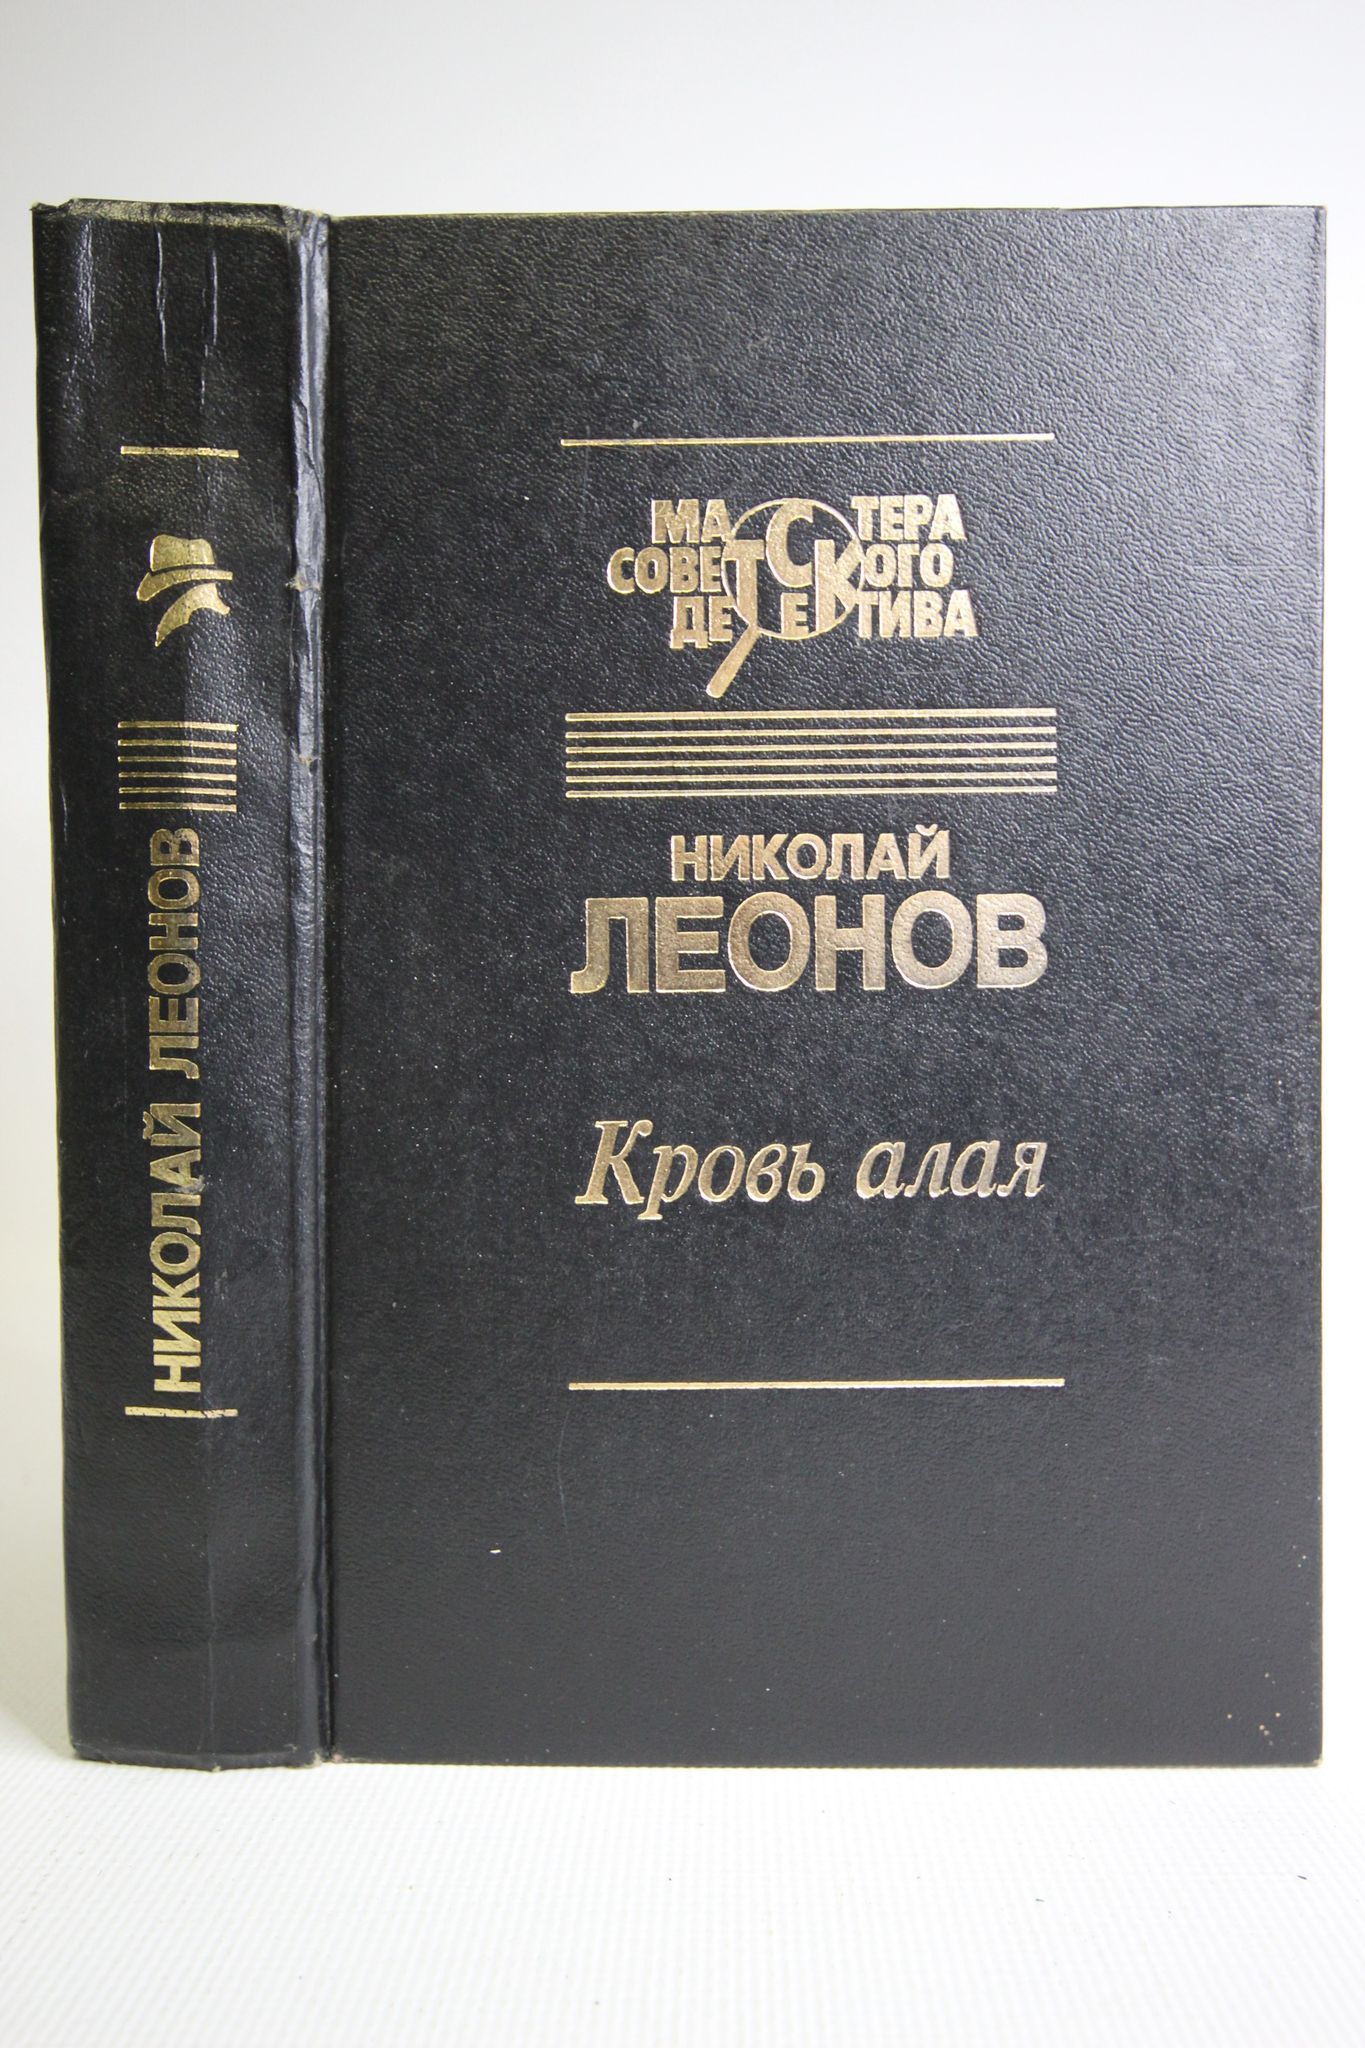 НИКОЛАЙ ЛЕОНОВ
МАСТЕРА
СОВЕТСКОГО
ДЕТЕКТИВА
НИКОЛАЙ
ЛЕОНОВ
Кровь алая